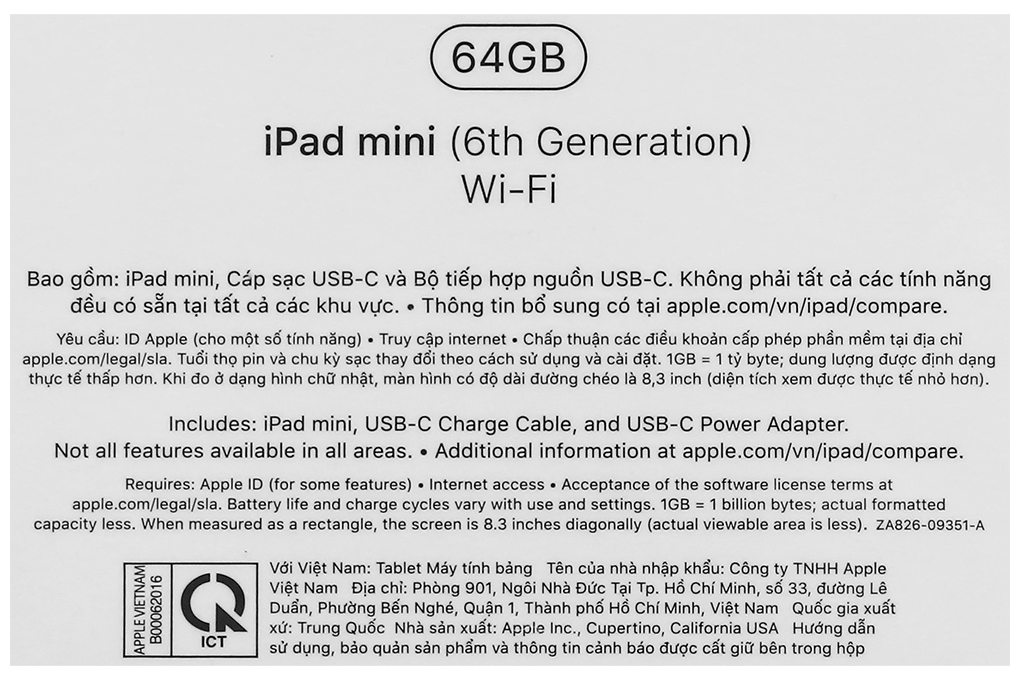 64GB
iPad mini (6th Generation)
Wi-Fi
Bao gồm: iPad mini, Cáp sạc USB-C và Bộ tiếp hợp nguồn USB-C. Không phải tất cả các tính năng
đều có sẵn tại tất cả các khu vực. • Thông tin bổ sung có tại apple.com/vn/ipad/compare.
Yêu cầu: ID Apple (cho một số tính năng) • Truy cập internet • Chấp thuận các điều khoản cấp phép phần mềm tại địa chỉ
apple.com/legal/sla. Tuổi thọ pin và chu kỳ sạc thay đổi theo cách sử dụng và cài đặt. 1GB = 1 tỷ byte; dung lượng được định dạng
thực tế thấp hơn. Khi đo ở dạng hình chữ nhật, màn hình có độ dài đường chéo là 8,3 inch (diện tích xem được thực tế nhỏ hơn).
Includes: iPad mini, USB-C Charge Cable, and USB-C Power Adapter.
Not all features available in all areas. • Additional information at apple.com/vn/ipad/compare.
Requires: Apple ID (for some features) • Internet access • Acceptance of the software license terms at
apple.com/legal/sla. Battery life and charge cycles vary with use and settings. 1GB = 1 billion bytes; actual formatted
capacity less. When measured as a rectangle, the screen is 8.3 inches diagonally (actual viewable area is less). ZA826-09351-A
APPLE VIETNAM
B00062016
ICT
Với Việt Nam: Tablet Máy tính bảng Tên của nhà nhập khẩu: Công ty TNHH Apple
Việt Nam Địa chỉ: Phòng 901, Ngôi Nhà Đức Tại Tp. Hồ Chí Minh, số 33, đường Lê
Duẩn, Phường Bến Nghé, Quận 1, Thành phố Hồ Chí Minh, Việt Nam Quốc gia xuất
xứ: Trung Quốc Nhà sản xuất: Apple Inc., Cupertino, California USA Hướng dẫn
sử dụng, bảo quản sản phẩm và thông tin cảnh báo được cất giữ bên trong hộp